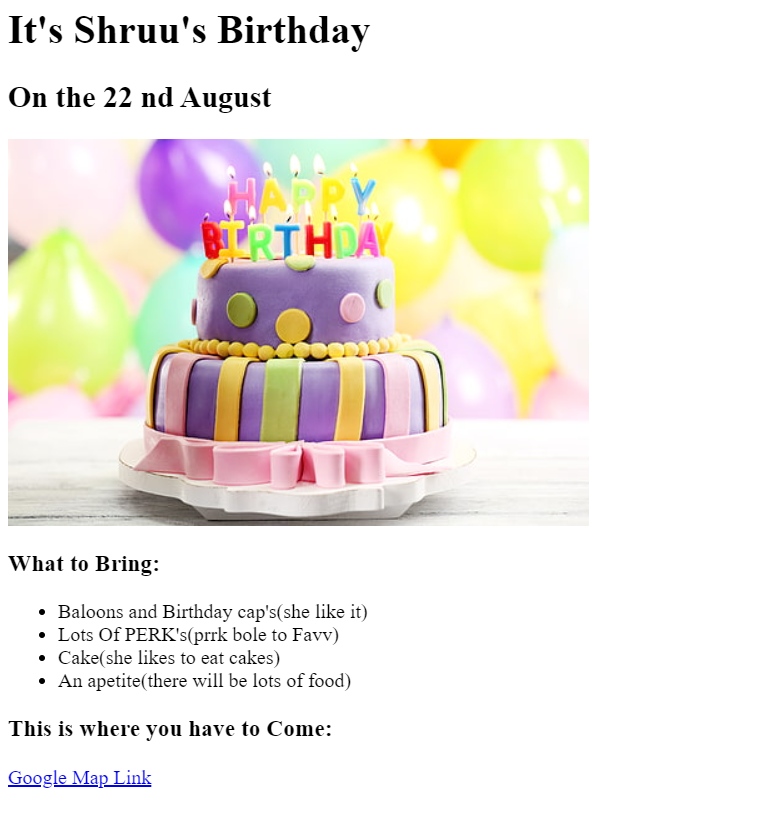 It's Shruu's Birthday
On the 22 nd August
HAPPY
BIRTHDAY
What to Bring:
Baloons and Birthday cap's(she like it)
Lots Of PERK's(prrk bole to Favv)
Cake(she likes to eat cakes)
An apetite(there will be lots of food)
This is where you have to Come:
Google Map Link